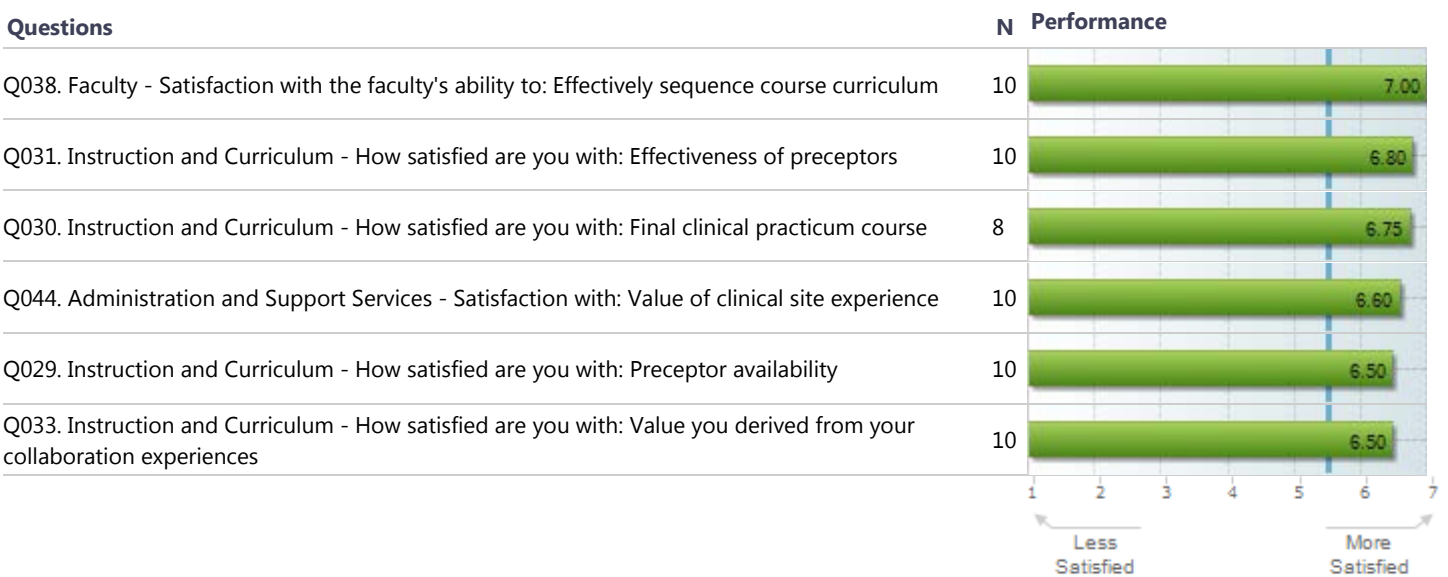 Questions N Performance
Q038. Faculty - Satisfaction with the faculty's ability to: Effectively sequence course curriculum 10 7.00
Q031. Instruction and Curriculum - How satisfied are you with: Effectiveness of preceptors 10 6.80
Q030. Instruction and Curriculum - How satisfied are you with: Final clinical practicum course 8 6.75
Q044. Administration and Support Services - Satisfaction with: Value of clinical site experience 10 6.60
Q029. Instruction and Curriculum - How satisfied are you with: Preceptor availability 10 6.50
Q033. Instruction and Curriculum - How satisfied are you with: Value you derived from your
collaboration experiences 10 6.50
1 2 3 4 5 6 7
Less More
Satisfied Satisfied